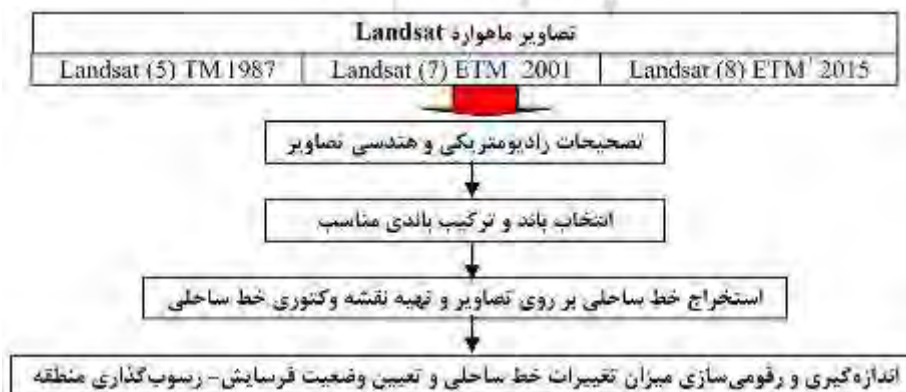 تصاویر ماهواره Landsat
Landsat (5) TM 1987
Landsat (7) ETM 2001
Landsat (8) ETM+ 2015
تصحیحات رادیومتریکی و هندسی تصاویر
انتخاب باند و ترکیب باندی مناسب
استخراج خط ساحلی بر روی تصاویر و تهیه نقشه وکتوری خط ساحلی
اندازه‌گیری و رقومی‌سازی میزان تغییرات خط ساحلی و تعیین وضعیت فرسایش- رسوب‌گذاری منطقه